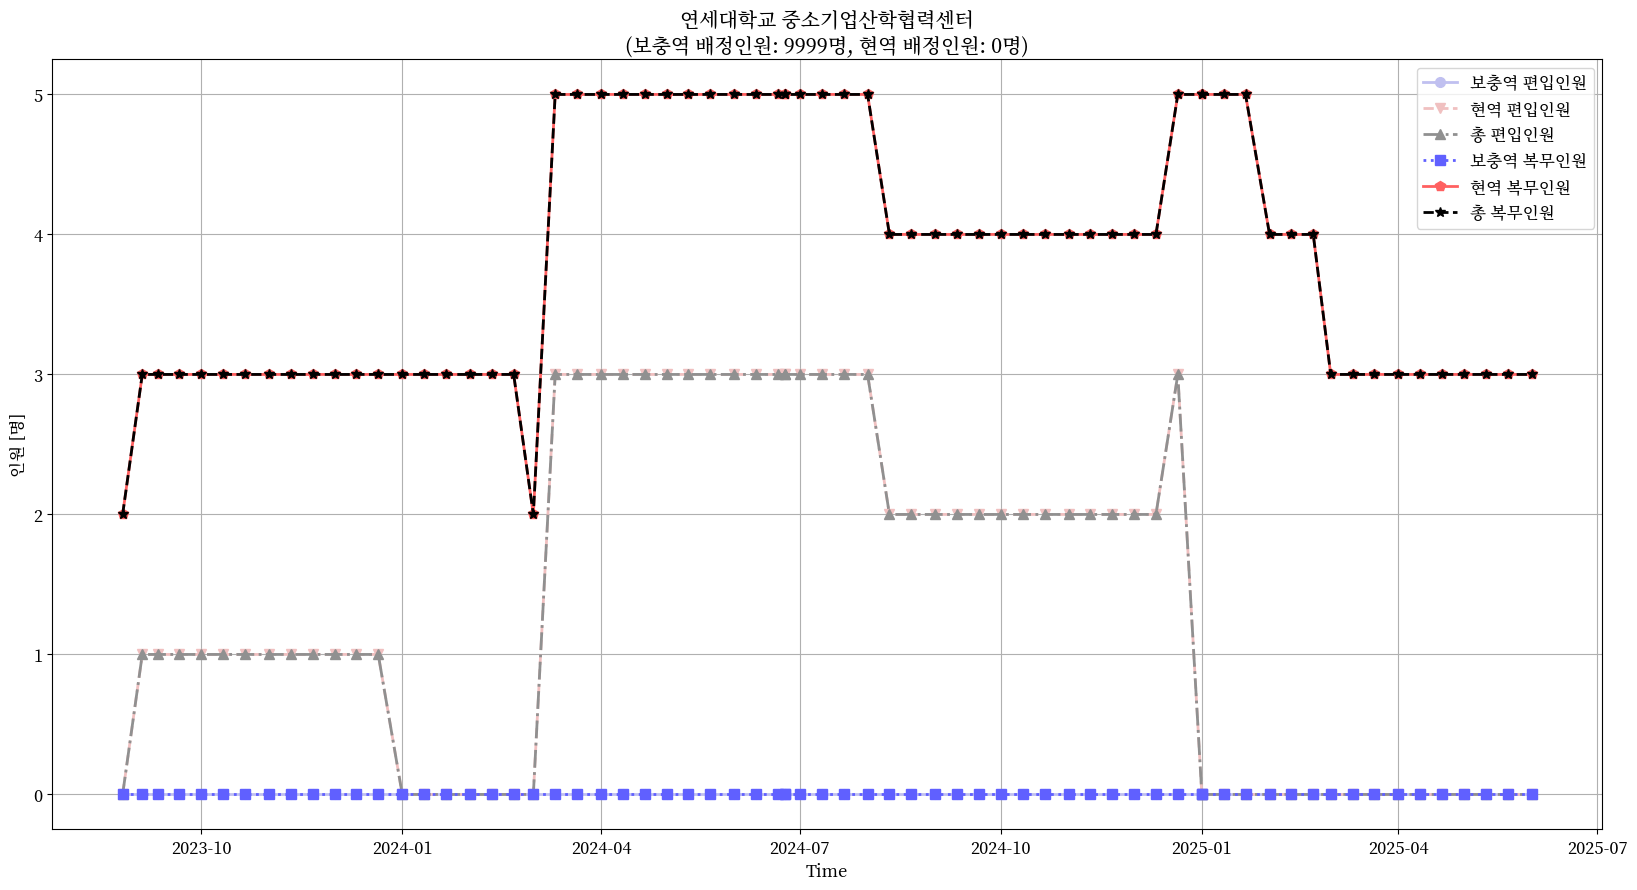 연세대학교 중소기업산학협력센터
(보충역 배정인원: 9999명, 현역 배정인원: 0명)
보충역 편입인원
현역 편입인원
총 편입인원
보충역 복무인원
현역 복무인원
총 복무인원
5
4
3
2
1
0
인원 [명]
2023-10
2024-01
2024-04
2024-07
2024-10
2025-01
2025-04
2025-07
Time